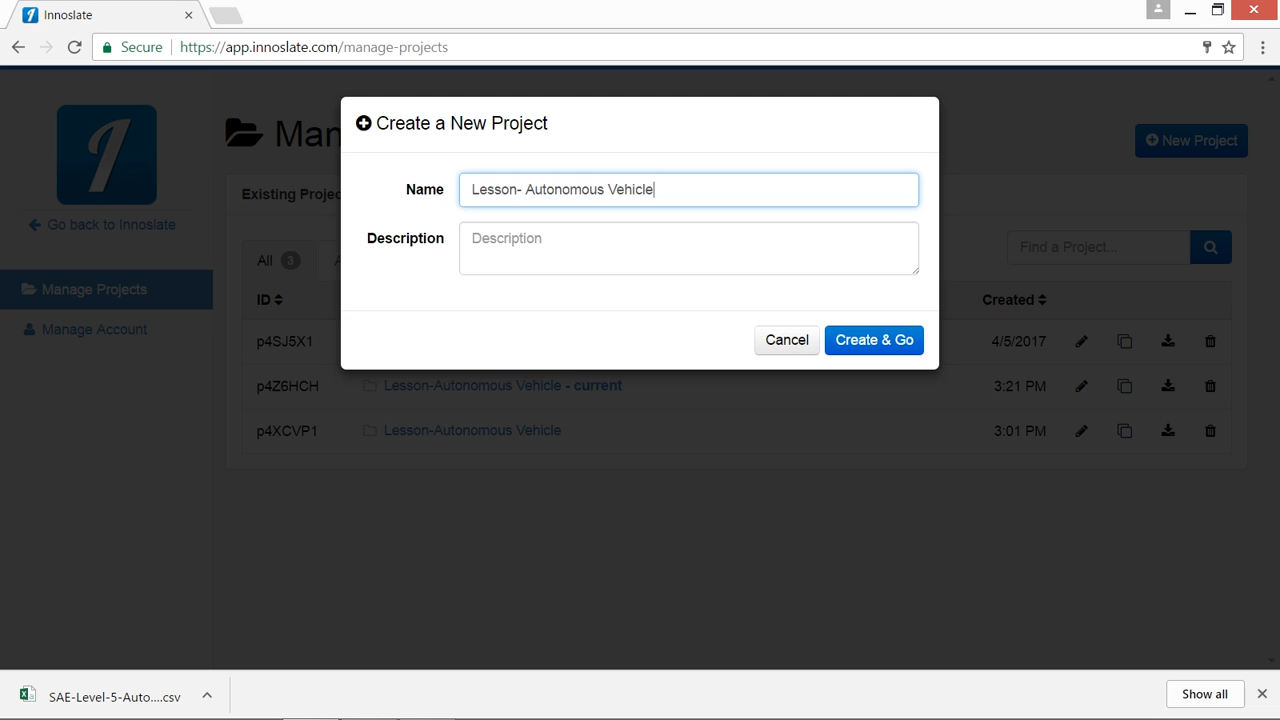 Innoslate
Secure
https://app.innoslate.com/manage-projects
Create a New Project
Man
New Project
Name
Lesson- Autonomous Vehicle
Existing Projec
Go back to Innoslate
Description
Description
Find a Project...
All 3
Manage Projects
ID
Created
Manage Account
Cancel
Create & Go
p4SJ5X1
4/5/2017
p4Z6HCH
Lesson-Autonomous Vehicle - current
3:21 PM
p4XCVP1
Lesson-Autonomous Vehicle
3:01 PM
SAE-Level-5-Auto....csv
Show all